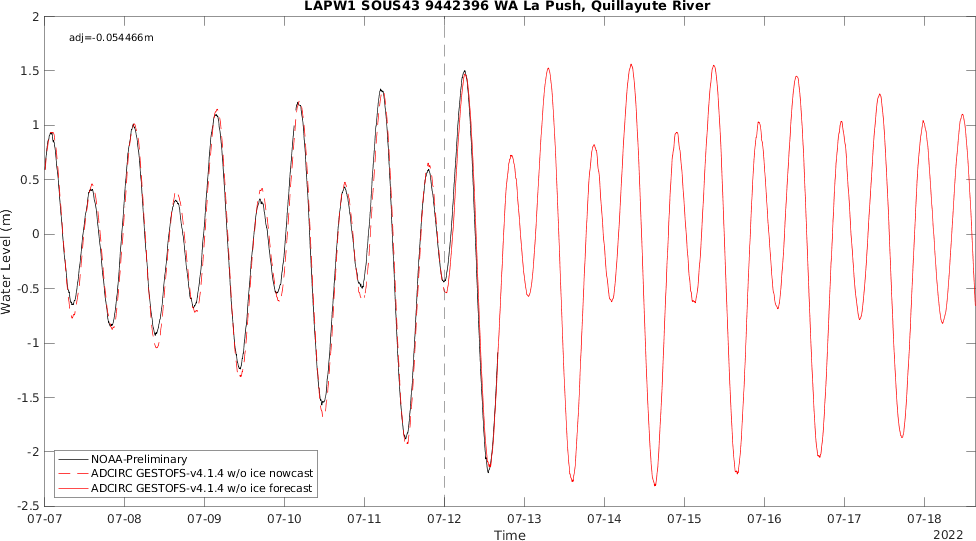 LAPW1 SOUS43 9442396 WA La Push, Quillayute River
2
adj=-0.054466m
1.5
1
0.5
0
-0.5
-1
-1.5
-2
-2.5
Water Level (m)
NOAA-Preliminary
ADCIRC GESTOFS-v4.1.4 w/o ice nowcast
ADCIRC GESTOFS-v4.1.4 w/o ice forecast
07-07 07-08 07-09 07-10 07-11 07-12 07-13 07-14 07-15 07-16 07-17 07-18
Time
2022